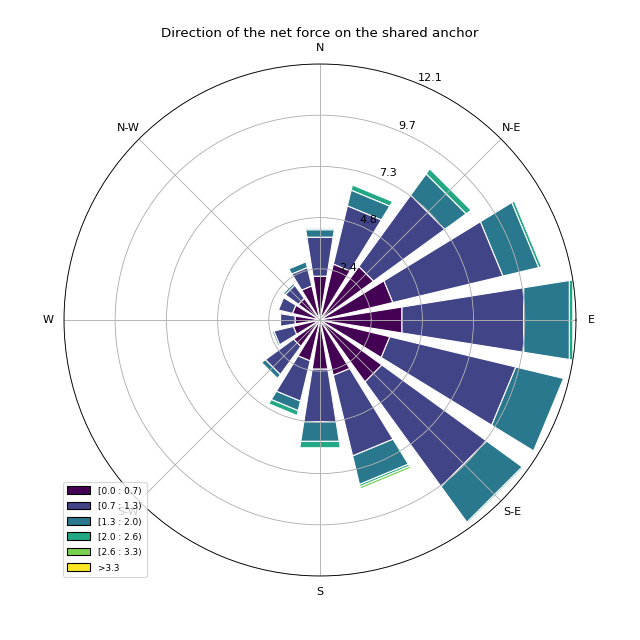 Direction of the net force on the shared anchor
N
12.1
N-W
9.7
N-E
7.3
4.8
2.4
W
E
[0.0 : 0.7)
[0.7 : 1.3)
S-W
S-E
[1.3 : 2.0)
[2.0 : 2.6)
[2.6 : 3.3)
>3.3
S